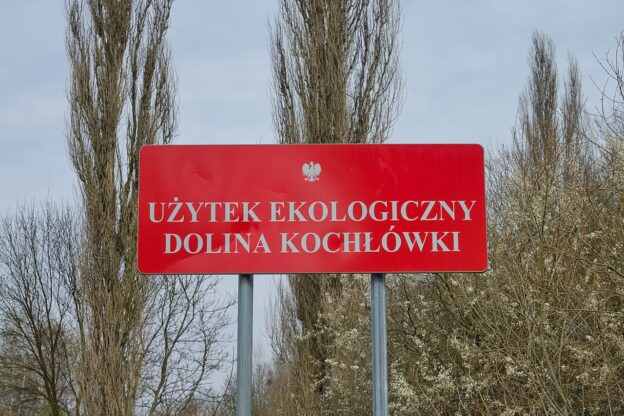 UŻYTEK EKOLOGICZNY
DOLINA KOCHŁÓWKI